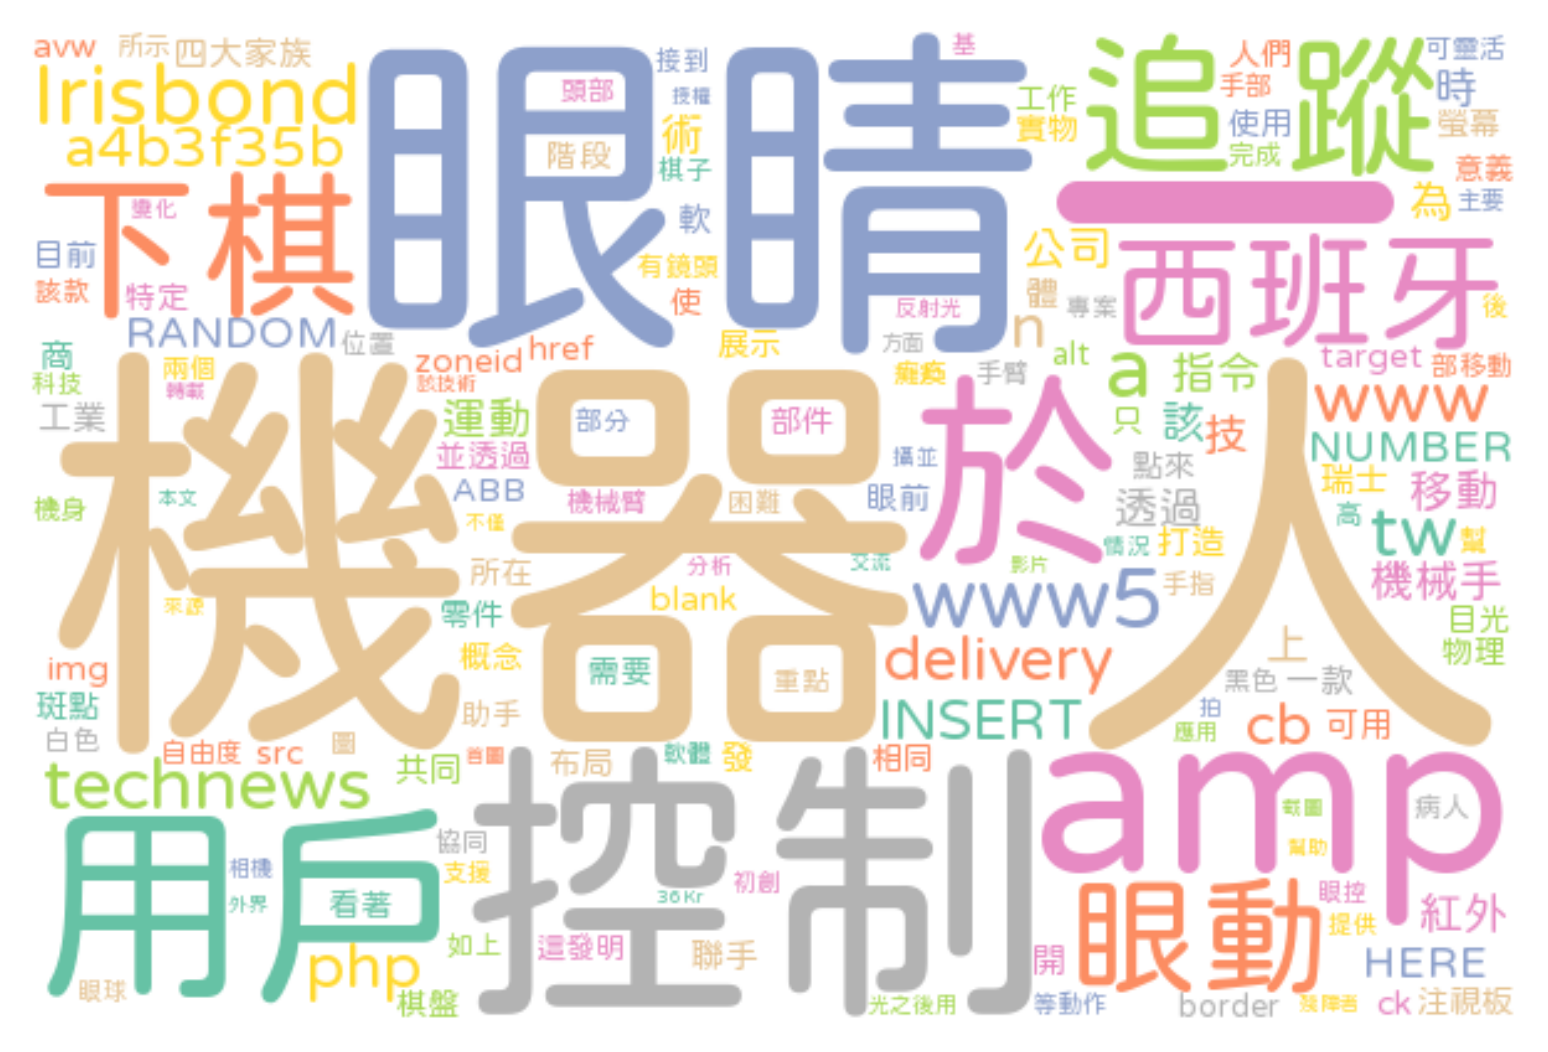 avw 所示 四大家族 接到 基 人們 可靈活
Irisbond 眼睛 頭部 授權 工作 追蹤 手部 時
a4b3f35b 術 實物 使用 螢幕
階段 棋子 完成 意義
下棋 變化 軟 一 為 主要
目前 有鏡頭 公司 西班牙
該款 特定 使 反射光 體 專案 後
RANDOM 位置 展示 方面 n
商 兩個 zoneid href alt a 指令 target 部移動
科技 轉載 該技術 癱瘓 手臂 www
工業 機器人 運動 部分 部件 於 只 該 技 NUMBER
並透過 攝並 點來 瑞士 移動
機身 本文 ABB 機械臂 困難 眼前 透過 高
不僅 情況 打造 tw 幫
所在 分析 交流 影片 機械手
來源 零件 blank www5 手指 目光
img 概念 需要 重點 delivery 上 物理
斑點 助手 INSERT 黑色 一款
白色 拍 應用 cb 可用
自由度 src 圖 首圖 布局 軟體 發 相同
technews 共同 控制 amp 截圖 病人
用戶 相機 協同 支援 初創 幫助
外界 看著 36Kr 眼動 眼控 提供 紅外
php 如上 這發明 聯手 開 HERE
眼球 棋盤 光之後用 等動作 border 殘障者 ck 注視板